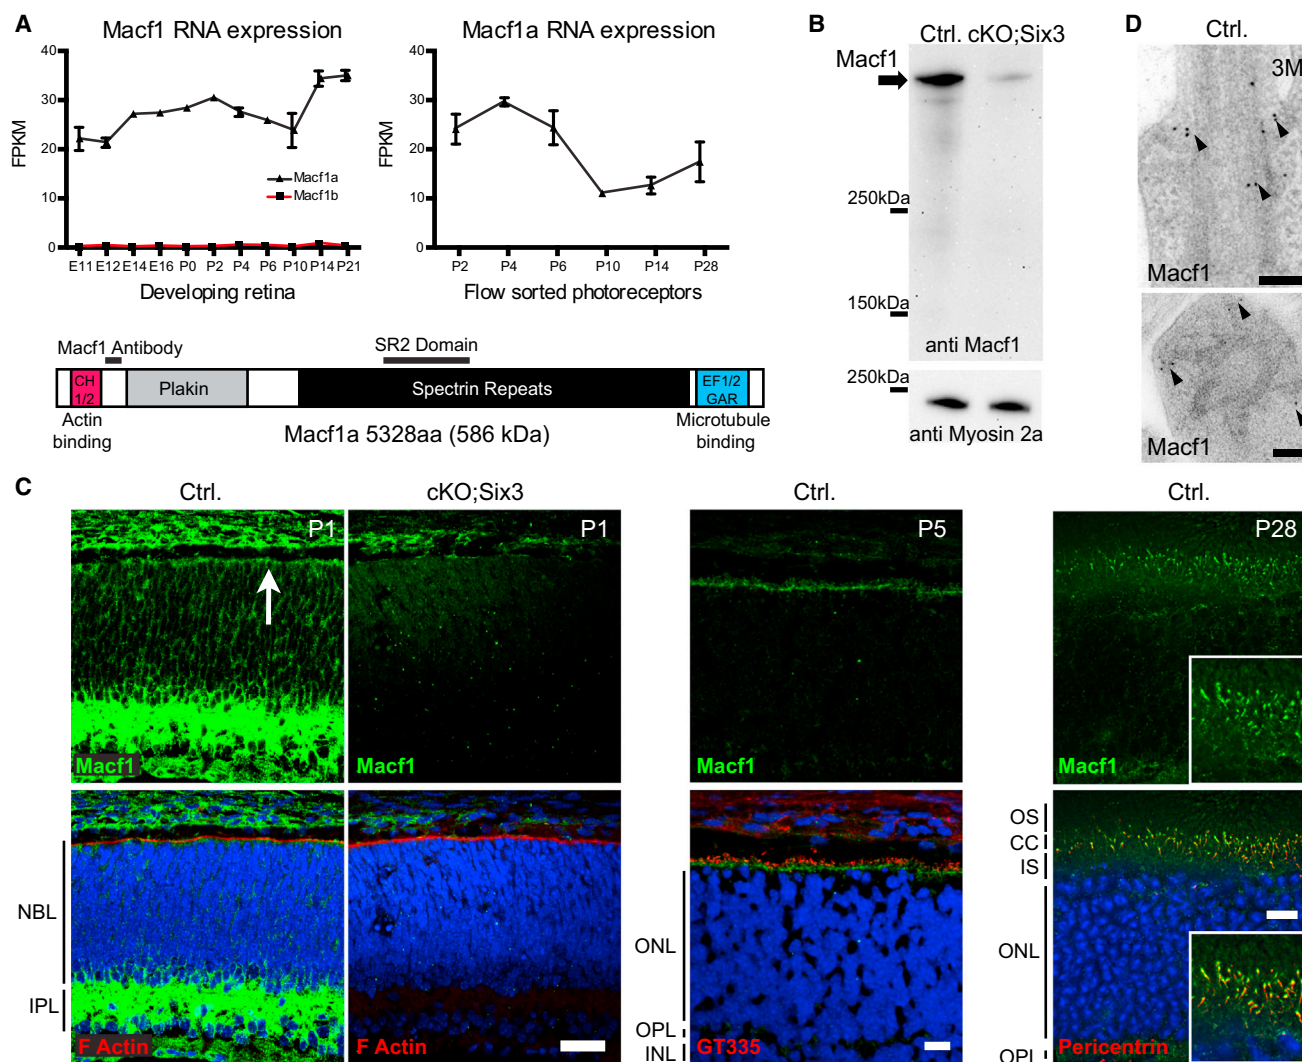 A
Macf1 RNA expression
FPKM
40
30
20
10
0
Macf1a
Macf1b
E11 E12 E14 E16 P0 P2 P4 P6 P10 P14 P21
Developing retina
Macf1a RNA expression
FPKM
40
30
20
10
0
P2 P4 P6 P10 P14 P28
Flow sorted photoreceptors
Macf1 Antibody
SR2 Domain
CH 1/2
Plakin
Spectrin Repeats
EF1/2 GAR
Actin binding
Macf1a 5328aa (586 kDa)
Microtubule binding
B
Ctrl. cKO;Six3
Macf1
250kDa
150kDa
anti Macf1
250kDa
anti Myosin 2a
D
Ctrl.
3M
Macf1
Macf1
C
Ctrl.
cKO;Six3
Ctrl.
Ctrl.
P1
Macf1
P1
Macf1
P5
Macf1
P28
Macf1
NBL
IPL
F Actin
F Actin
ONL
OPL
INL
GT335
OS
CC
IS
ONL
OPL
Pericentrin